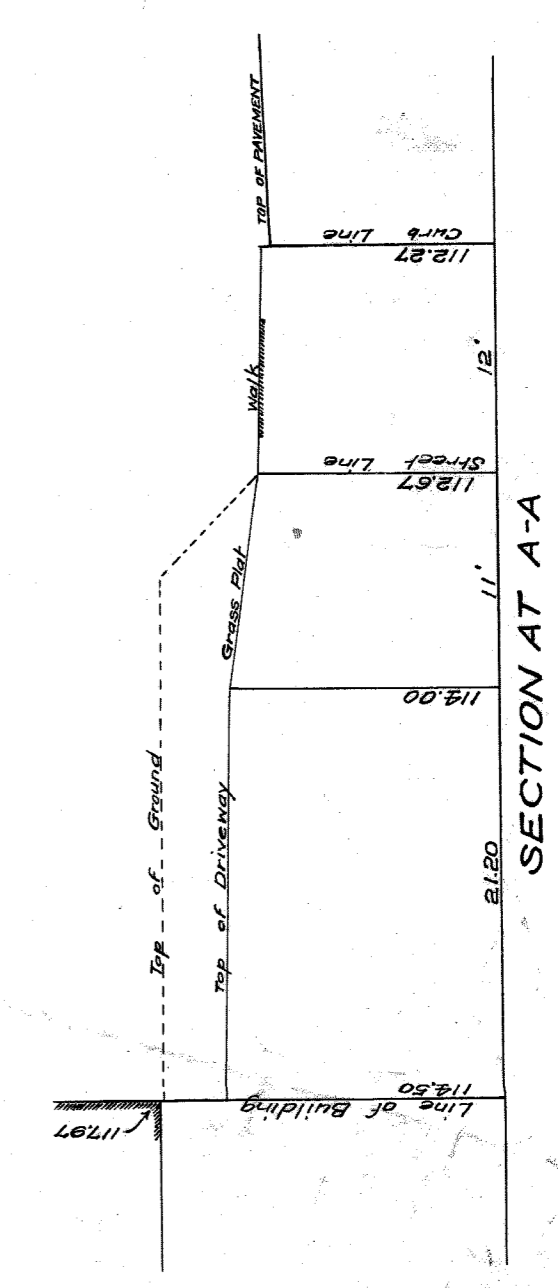 TOP OF PAVEMENT
Curb Line
112.27
12'
Walk
Street Line
112.67
11'
Grass Plat
114.00
Top of Ground
Top of Driveway
21.20
114.50
Line of Building
117.97
SECTION AT A-A